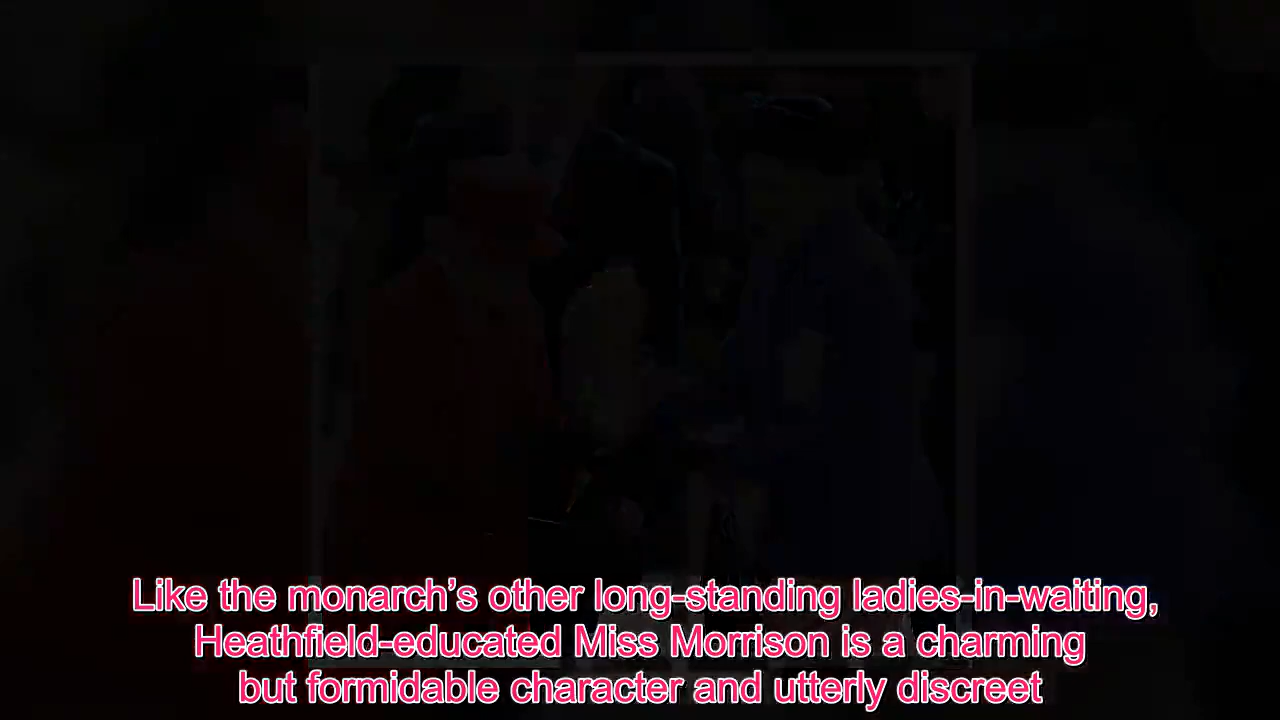 Like the monarch’s other long-standing ladies-in-waiting,
Heathfield-educated Miss Morrison is a charming
but formidable character and utterly discreet